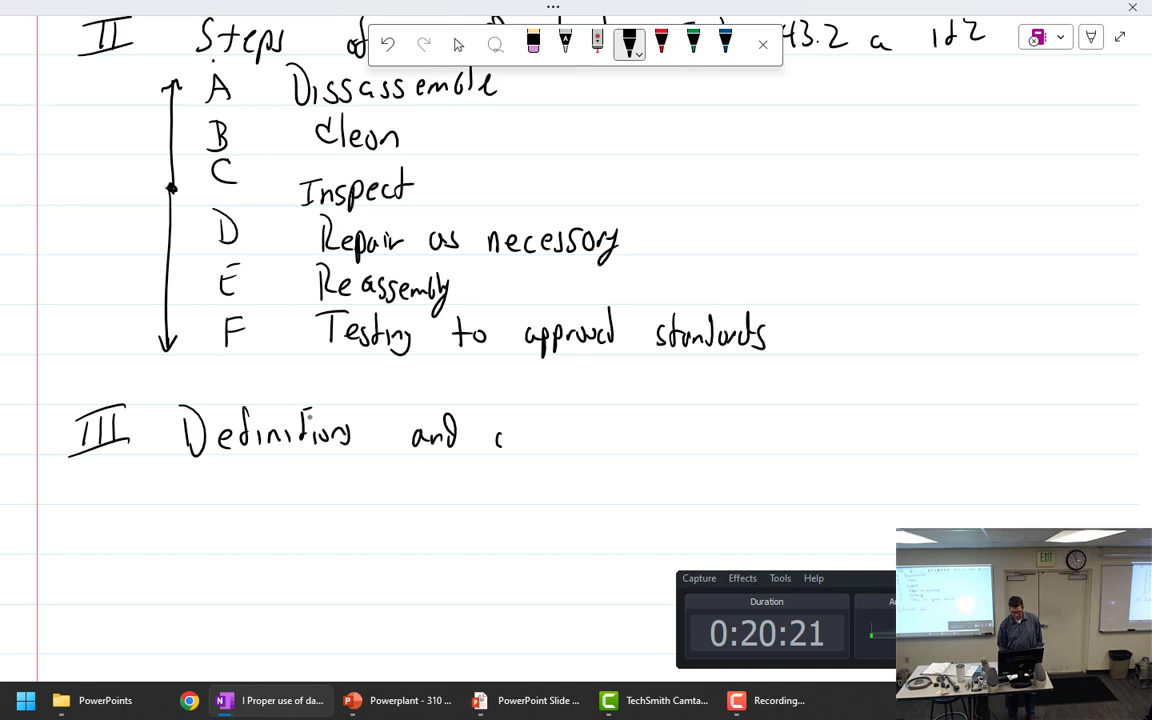 II Steps of 43.2 a 1d2
A Dissassemble
B Clean
C Inspect
D Repair as necessary
E Reassembly
F Testing to approved standards
III Definitions and
Capture Effects Tools Help
Duration
0:20:21
EXIT
PowerPoints
I Proper use of da...
Powerplant - 310 ...
PowerPoint Slide ...
TechSmith Camta...
Recording...